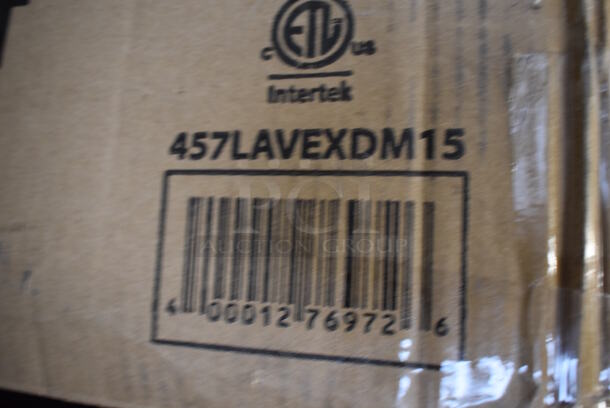 ETL
c us
Intertek
457LAVEXDM15
PCI
AUCTION GROUP
4 00012 76972 6